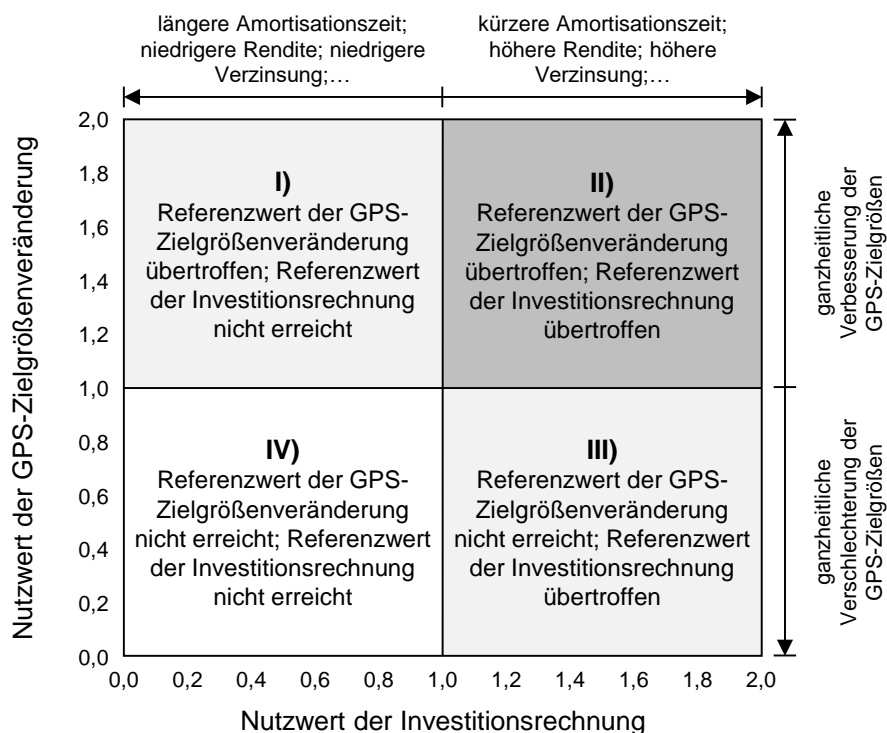 längere Amortisationszeit;
niedrigere Rendite; niedrigere
Verzinsung;…
kürzere Amortisationszeit;
höhere Rendite; höhere
Verzinsung;…
Nutzwert der GPS-Zielgrößenveränderung
2,0
1,8
1,6
1,4
1,2
1,0
0,8
0,6
0,4
0,2
0,0
I)
Referenzwert der GPS-
Zielgrößenveränderung
übertroffen; Referenzwert
der Investitionsrechnung
nicht erreicht
II)
Referenzwert der GPS-
Zielgrößenveränderung
übertroffen; Referenzwert
der Investitionsrechnung
übertroffen
IV)
Referenzwert der GPS-
Zielgrößenveränderung
nicht erreicht; Referenzwert
der Investitionsrechnung
nicht erreicht
III)
Referenzwert der GPS-
Zielgrößenveränderung
nicht erreicht; Referenzwert
der Investitionsrechnung
übertroffen
ganzheitliche
Verbesserung der
GPS-Zielgrößen
ganzheitliche
Verschlechterung der
GPS-Zielgrößen
0,0 0,2 0,4 0,6 0,8 1,0 1,2 1,4 1,6 1,8 2,0
Nutzwert der Investitionsrechnung